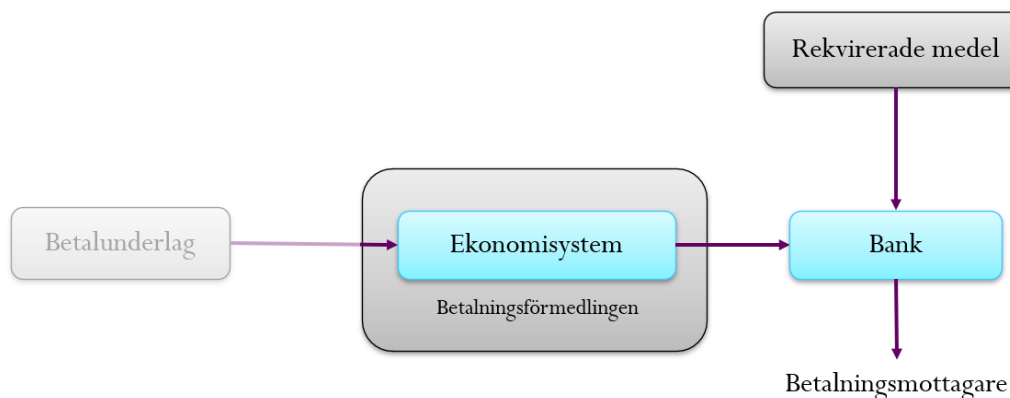 Rekvirerade medel
Betalunderlag
Ekonomisystem
Bank
Betalningsförmedlingen
Betalningsmottagare